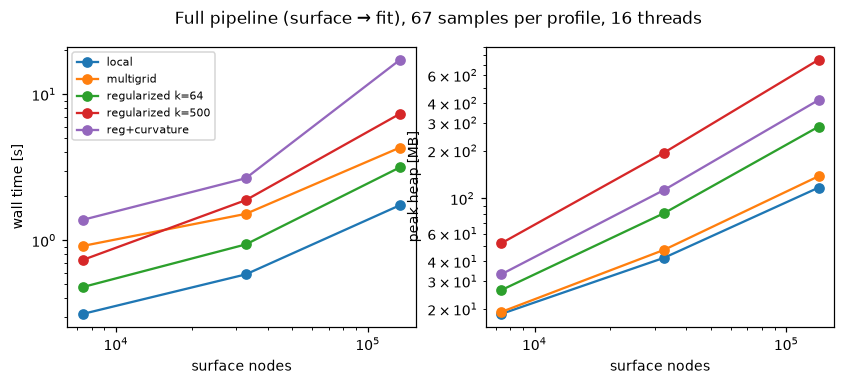 Full pipeline (surface → fit), 67 samples per profile, 16 threads
local
multigrid
regularized k=64
regularized k=500
reg+curvature
10¹
10⁰
wall time [s]
10⁴
10⁵
surface nodes
6 × 10²
4 × 10²
3 × 10²
2 × 10²
10²
6 × 10¹
4 × 10¹
3 × 10¹
2 × 10¹
peak heap [MB]
10⁴
10⁵
surface nodes